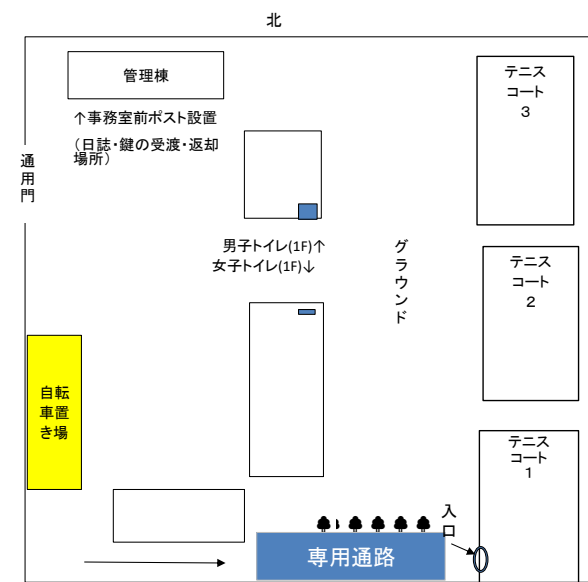 北
管理棟
↑事務室前ポスト設置
（日誌・鍵の受渡・返却
場所）
通用門
テニス
コート
3
男子トイレ(1F)↑
女子トイレ(1F)↓
グラウンド
テニス
コート
2
自転
車置
き場
テニス
コート
1
入口
専用通路